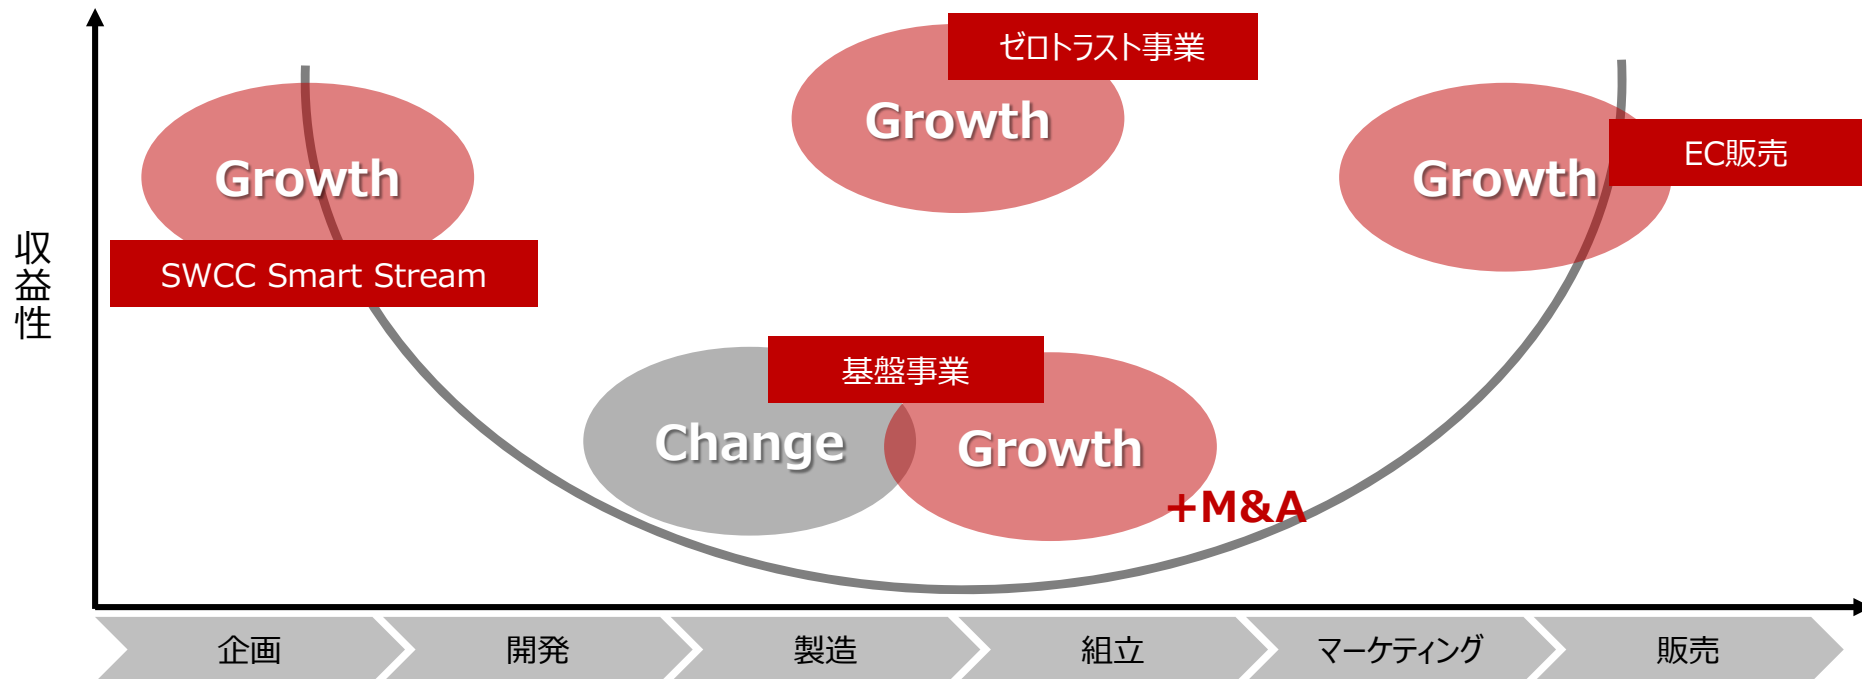 ゼロトラスト事業
Growth
Growth
Growth
EC販売
SWCC Smart Stream
収益性
基盤事業
Change
Growth
+M&A
企画
開発
製造
組立
マーケティング
販売